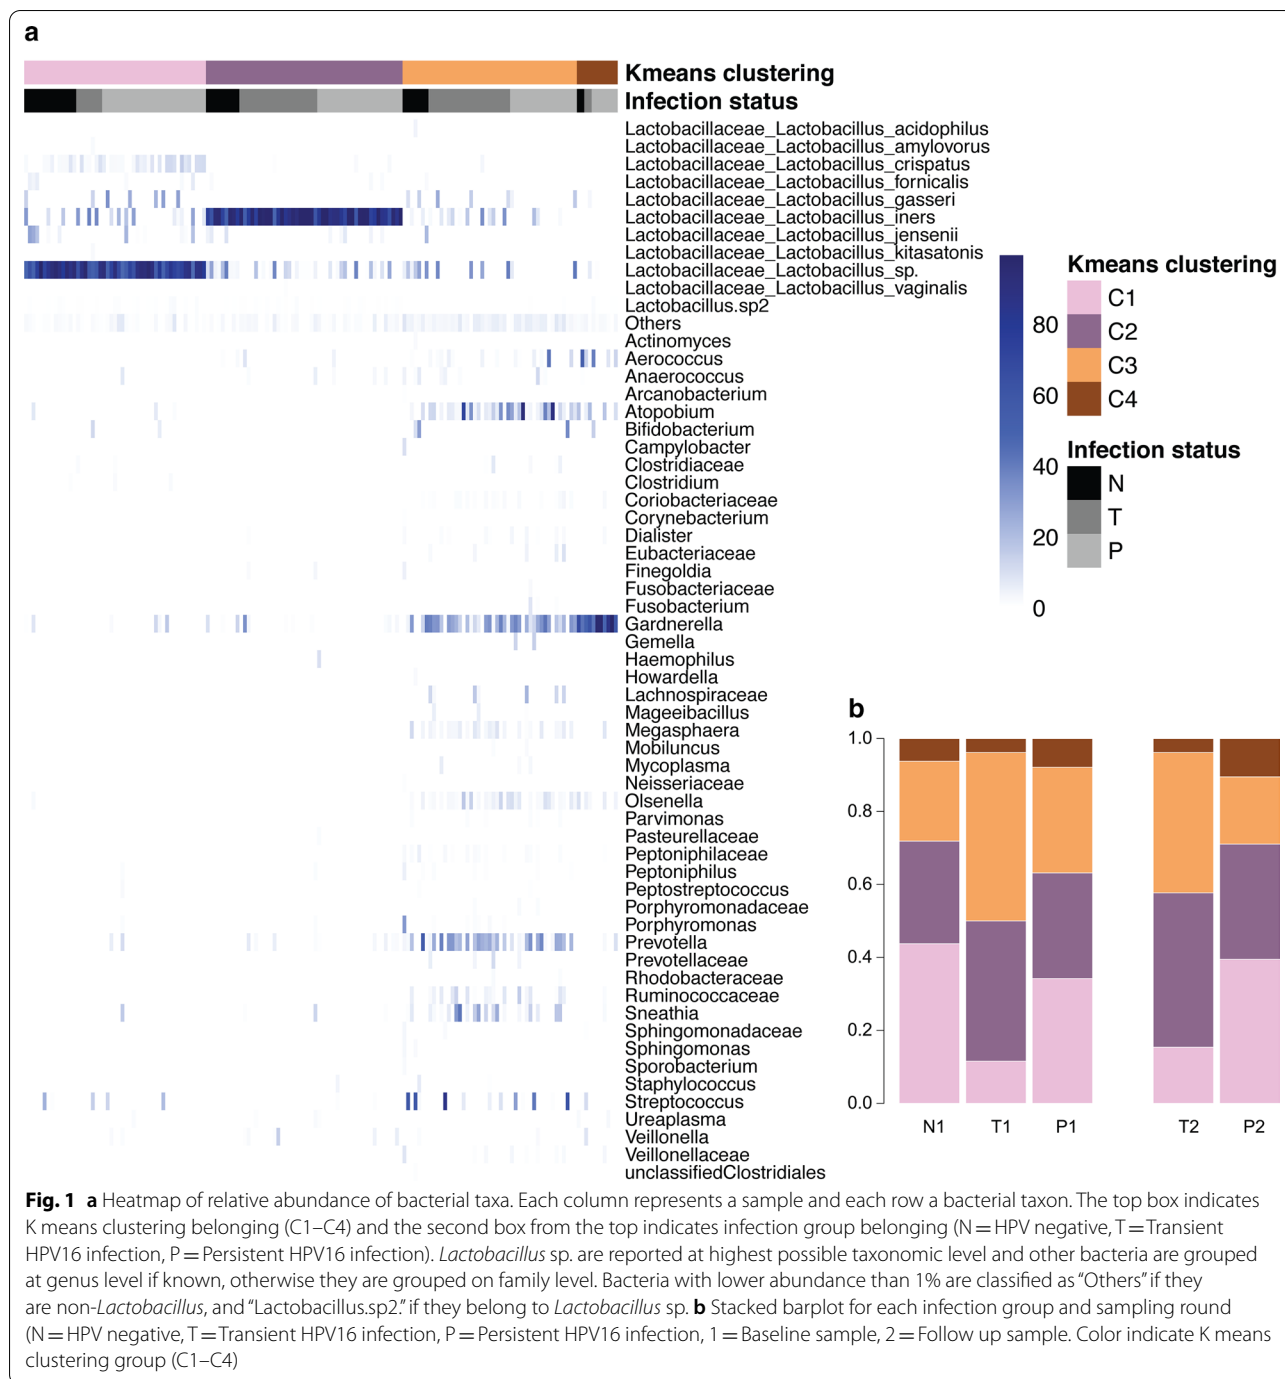 a
Kmeans clustering
Infection status
Lactobacillaceae_Lactobacillus_acidophilus
Lactobacillaceae_Lactobacillus_amylovorus
Lactobacillaceae_Lactobacillus_crispatus
Lactobacillaceae_Lactobacillus_fornicalis
Lactobacillaceae_Lactobacillus_gasseri
Lactobacillaceae_Lactobacillus_iners
Lactobacillaceae_Lactobacillus_jensenii
Lactobacillaceae_Lactobacillus_kitasatonis
Lactobacillaceae_Lactobacillus_sp.
Lactobacillaceae_Lactobacillus_vaginalis
Lactobacillus.sp2
Others
Actinomyces
Aerococcus
Anaerococcus
Arcanobacterium
Atopobium
Bifidobacterium
Campylobacter
Clostridiaceae
Clostridium
Coriobacteriaceae
Corynebacterium
Dialister
Eubacteriaceae
Finegoldia
Fusobacteriaceae
Fusobacterium
Gardnerella
Gemella
Haemophilus
Howardella
Lachnospiraceae
Mageeibacillus
Megasphaera
Mobiluncus
Mycoplasma
Neisseriaceae
Olsenella
Parvimonas
Pasteurellaceae
Peptoniphilaceae
Peptoniphilus
Peptostreptococcus
Porphyromonadaceae
Porphyromonas
Prevotella
Prevotellaceae
Rhodobacteraceae
Ruminococcaceae
Sneathia
Sphingomonadaceae
Sphingomonas
Sporobacterium
Staphylococcus
Streptococcus
Ureaplasma
Veillonella
Veillonellaceae
unclassifiedClostridiales
80
60
40
20
0
Kmeans clustering
C1
C2
C3
C4
Infection status
N
T
P
b
1.0
0.8
0.6
0.4
0.2
0.0
N1 T1 P1 T2 P2
Fig. 1 a Heatmap of relative abundance of bacterial taxa. Each column represents a sample and each row a bacterial taxon. The top box indicates
K means clustering belonging (C1–C4) and the second box from the top indicates infection group belonging (N = HPV negative, T = Transient
HPV16 infection, P = Persistent HPV16 infection). Lactobacillus sp. are reported at highest possible taxonomic level and other bacteria are grouped
at genus level if known, otherwise they are grouped on family level. Bacteria with lower abundance than 1% are classified as “Others” if they
are non-Lactobacillus, and “Lactobacillus.sp2.” if they belong to Lactobacillus sp. b Stacked barplot for each infection group and sampling round
(N = HPV negative, T = Transient HPV16 infection, P = Persistent HPV16 infection, 1 = Baseline sample, 2 = Follow up sample. Color indicate K means
clustering group (C1–C4)